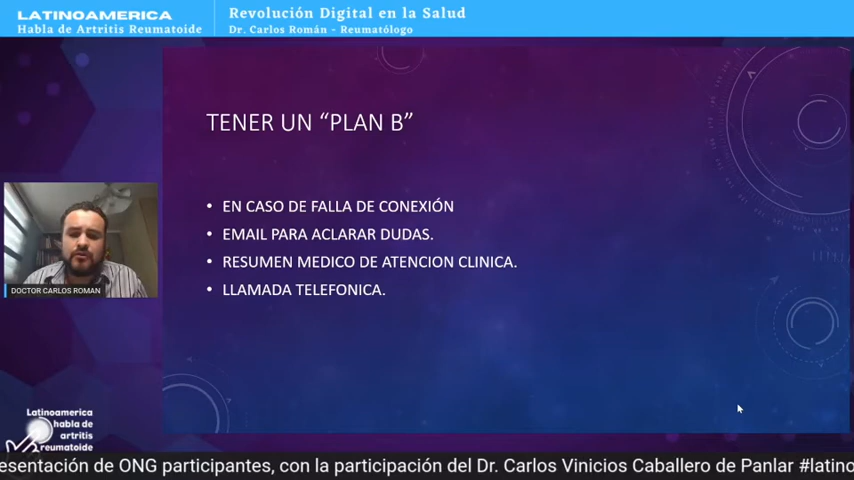 LATINOAMERICA
Habla de Artritis Reumatoide
Revolución Digital en la Salud
Dr. Carlos Román - Reumatólogo
TENER UN “PLAN B”
• EN CASO DE FALLA DE CONEXIÓN
• EMAIL PARA ACLARAR DUDAS.
• RESUMEN MEDICO DE ATENCION CLINICA.
• LLAMADA TELEFONICA.
DOCTOR CARLOS ROMAN
Latinoamerica
habla de
artritis
reumatoide
esentación de ONG participantes, con la participación del Dr. Carlos Vinicios Caballero de Panlar #latino